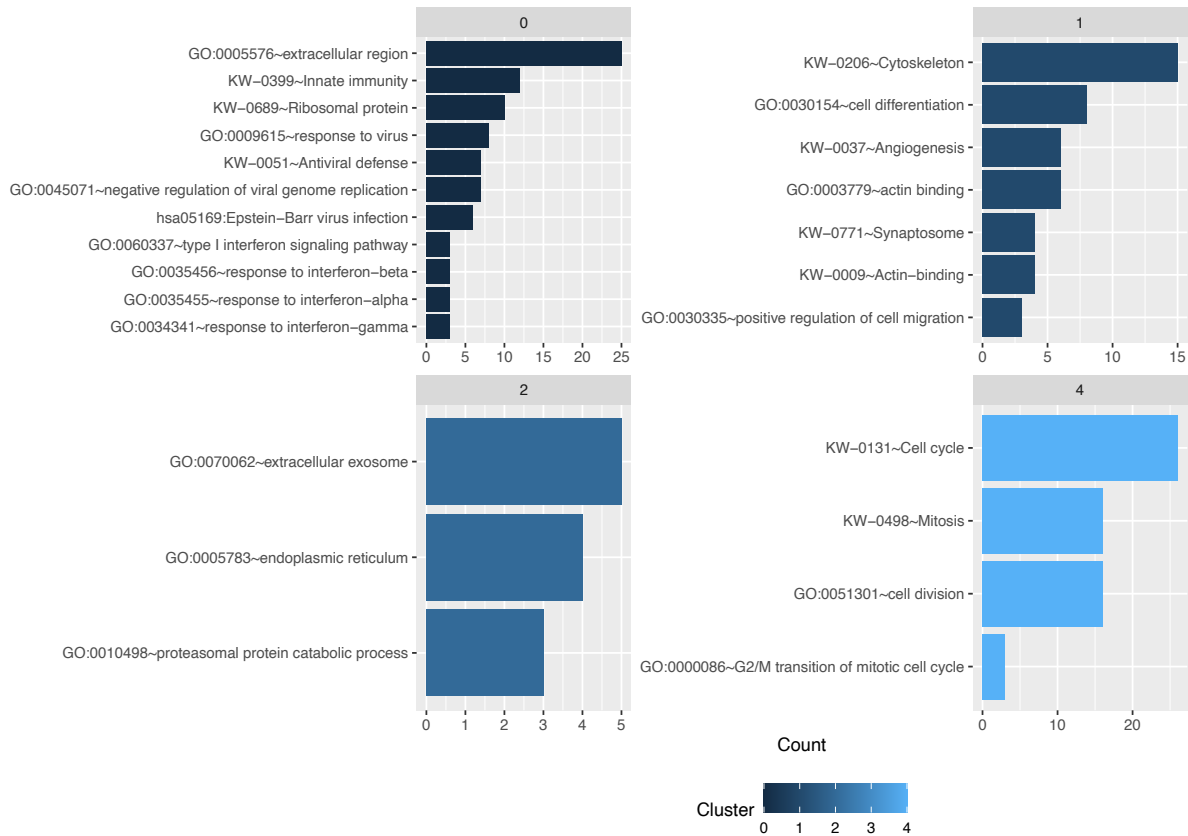 0
GO:0005576~extracellular region
KW−0399~Innate immunity
KW−0689~Ribosomal protein
GO:0009615~response to virus
KW−0051~Antiviral defense
GO:0045071~negative regulation of viral genome replication
hsa05169:Epstein−Barr virus infection
GO:0060337~type I interferon signaling pathway
GO:0035456~response to interferon−beta
GO:0035455~response to interferon−alpha
GO:0034341~response to interferon−gamma
0 5 10 15 20 25
1
KW−0206~Cytoskeleton
GO:0030154~cell differentiation
KW−0037~Angiogenesis
GO:0003779~actin binding
KW−0771~Synaptosome
KW−0009~Actin−binding
GO:0030335~positive regulation of cell migration
0 5 10 15
2
GO:0070062~extracellular exosome
GO:0005783~endoplasmic reticulum
GO:0010498~proteasomal protein catabolic process
0 1 2 3 4 5
4
KW−0131~Cell cycle
KW−0498~Mitosis
GO:0051301~cell division
GO:0000086~G2/M transition of mitotic cell cycle
0 10 20
Count
Cluster
0 1 2 3 4